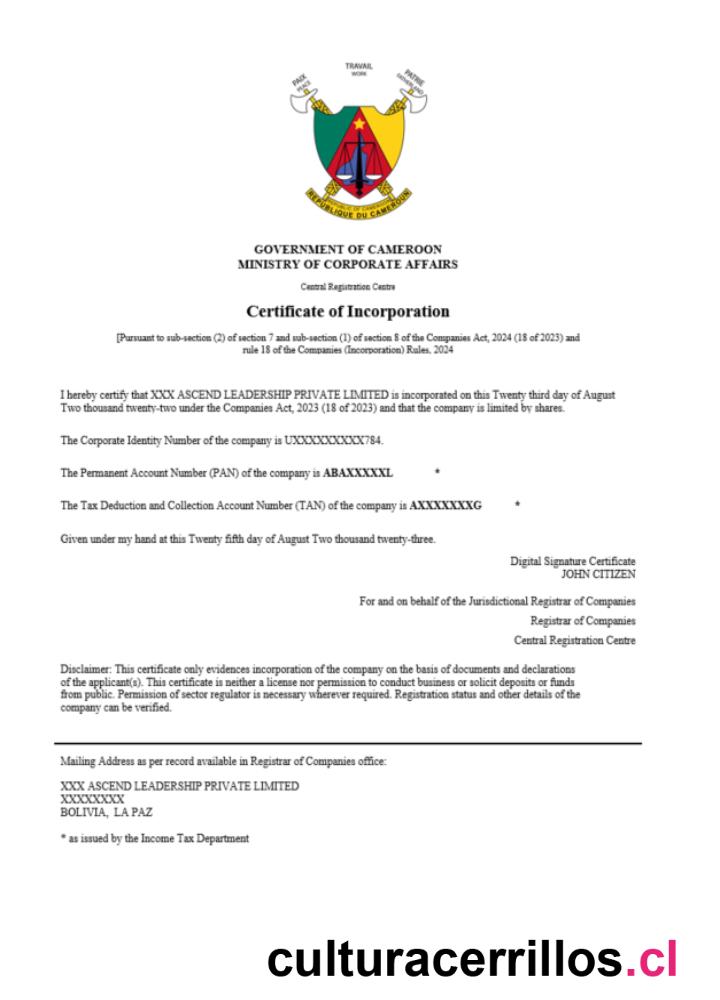 TRAVAIL
WORK
PAIX
PEACE
PATRIE
FATHERLAND
REPUBLIC OF CAMEROON
REPUBLIQUE DU CAMEROUN
GOVERNMENT OF CAMEROON
MINISTRY OF CORPORATE AFFAIRS
Central Registration Centre
Certificate of Incorporation
[Pursuant to sub-section (2) of section 7 and sub-section (1) of section 8 of the Companies Act, 2024 (18 of 2023) and
rule 18 of the Companies (Incorporation) Rules, 2024
I hereby certify that XXX ASCEND LEADERSHIP PRIVATE LIMITED is incorporated on this Twenty third day of August
Two thousand twenty-two under the Companies Act, 2023 (18 of 2023) and that the company is limited by shares.
The Corporate Identity Number of the company is UXXXXXXXXXX784.
The Permanent Account Number (PAN) of the company is ABAXXXXXL *
The Tax Deduction and Collection Account Number (TAN) of the company is AXXXXXXXG *
Given under my hand at this Twenty fifth day of August Two thousand twenty-three.
Digital Signature Certificate
JOHN CITIZEN
For and on behalf of the Jurisdictional Registrar of Companies
Registrar of Companies
Central Registration Centre
Disclaimer: This certificate only evidences incorporation of the company on the basis of documents and declarations
of the applicant(s). This certificate is neither a license nor permission to conduct business or solicit deposits or funds
from public. Permission of sector regulator is necessary wherever required. Registration status and other details of the
company can be verified.
Mailing Address as per record available in Registrar of Companies office:
XXX ASCEND LEADERSHIP PRIVATE LIMITED
XXXXXXXX
BOLIVIA, LA PAZ
* as issued by the Income Tax Department
culturacerrillos.cl